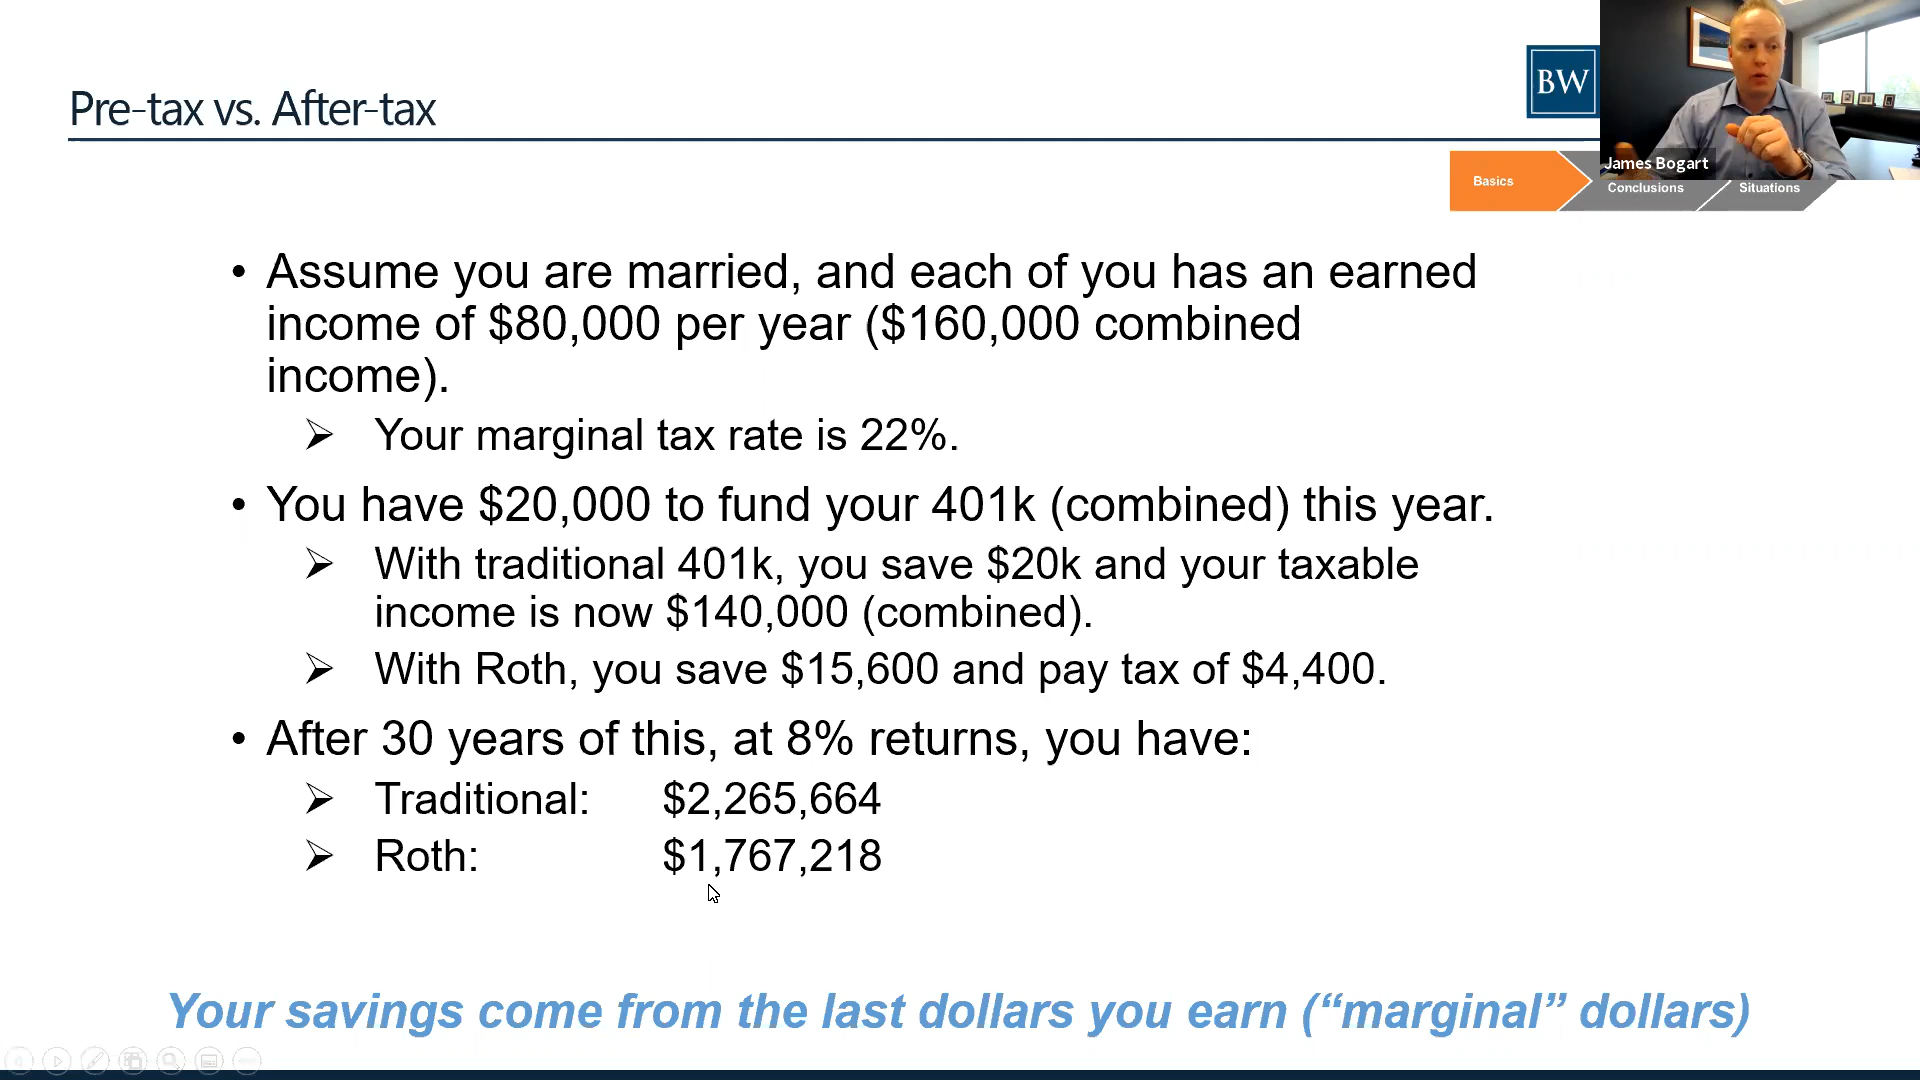 Pre-tax vs. After-tax
BW
James Bogart
Basics
Conclusions
Situations
• Assume you are married, and each of you has an earned
income of $80,000 per year ($160,000 combined
income).
➢ Your marginal tax rate is 22%.
• You have $20,000 to fund your 401k (combined) this year.
➢ With traditional 401k, you save $20k and your taxable
income is now $140,000 (combined).
➢ With Roth, you save $15,600 and pay tax of $4,400.
• After 30 years of this, at 8% returns, you have:
➢ Traditional: $2,265,664
➢ Roth: $1,767,218
Your savings come from the last dollars you earn (“marginal” dollars)